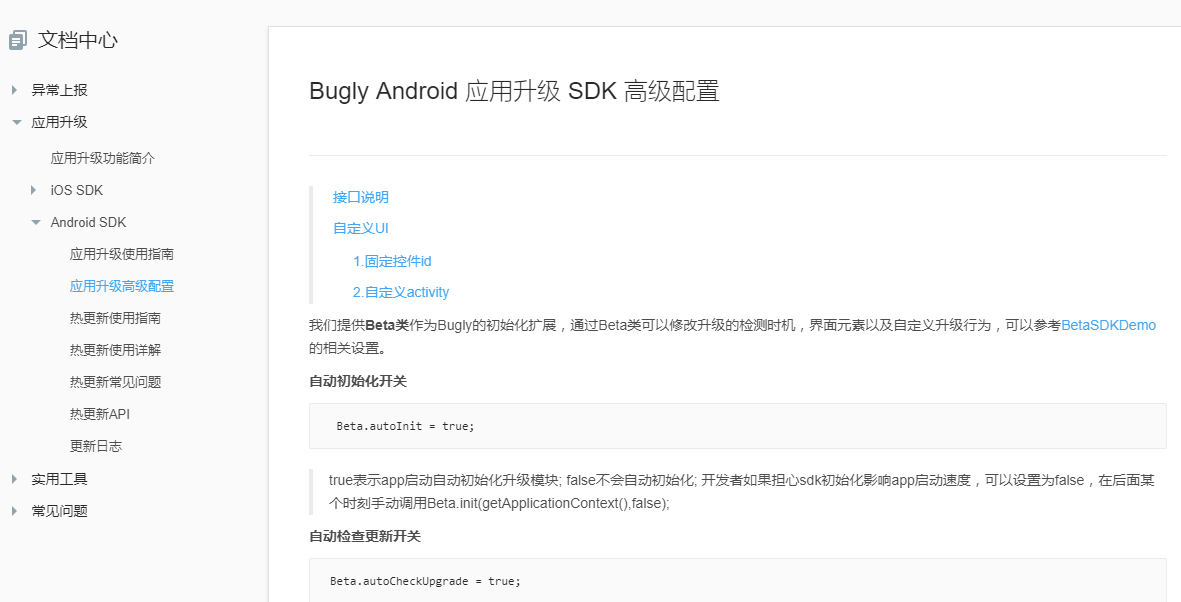 文档中心
异常上报
应用升级
应用升级功能简介
iOS SDK
Android SDK
应用升级使用指南
应用升级高级配置
热更新使用指南
热更新使用详解
热更新常见问题
热更新API
更新日志
实用工具
常见问题
Bugly Android 应用升级 SDK 高级配置
接口说明
自定义UI
1.固定控件id
2.自定义activity
我们提供Beta类作为Bugly的初始化扩展，通过Beta类可以修改升级的检测时机，界面元素以及自定义升级行为，可以参考BetaSDKDemo
的相关设置。
自动初始化开关
Beta.autoInit = true;
true表示app启动自动初始化升级模块; false不会自动初始化; 开发者如果担心sdk初始化影响app启动速度，可以设置为false，在后面某
个时刻手动调用Beta.init(getApplicationContext(),false);
自动检查更新开关
Beta.autoCheckUpgrade = true;